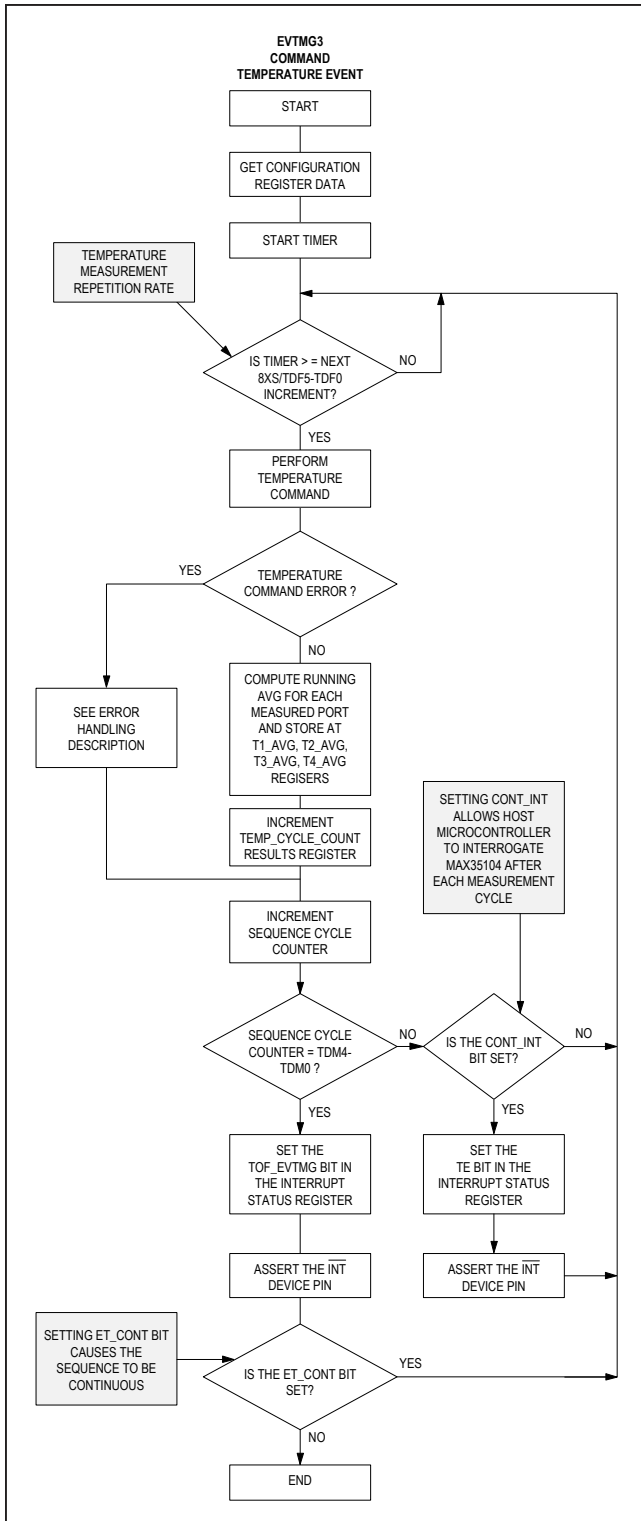 EVTMG3
COMMAND
TEMPERATURE EVENT
START
GET CONFIGURATION
REGISTER DATA
START TIMER
TEMPERATURE
MEASUREMENT
REPETITION RATE
IS TIMER > = NEXT
8XS/TDF5-TDF0
INCREMENT?
NO
YES
PERFORM
TEMPERATURE
COMMAND
YES
TEMPERATURE
COMMAND ERROR ?
NO
SEE ERROR
HANDLING
DESCRIPTION
COMPUTE RUNNING
AVG FOR EACH
MEASURED PORT
AND STORE AT
T1_AVG, T2_AVG,
T3_AVG, T4_AVG
REGISERS
INCREMENT
TEMP_CYCLE_COUNT
RESULTS REGISTER
SETTING CONT_INT
ALLOWS HOST
MICROCONTROLLER
TO INTERROGATE
MAX35104 AFTER
EACH MEASUREMENT
CYCLE
INCREMENT
SEQUENCE CYCLE
COUNTER
SEQUENCE CYCLE
COUNTER = TDM4-
TDM0 ?
NO
IS THE CONT_INT
BIT SET?
NO
YES
YES
SET THE
TOF_EVTMG BIT IN
THE INTERRUPT
STATUS REGISTER
SET THE
TE BIT IN THE
INTERRUPT STATUS
REGISTER
ASSERT THE INT
DEVICE PIN
ASSERT THE INT
DEVICE PIN
SETTING ET_CONT BIT
CAUSES THE
SEQUENCE TO BE
CONTINUOUS
IS THE ET_CONT BIT
SET?
YES
NO
END